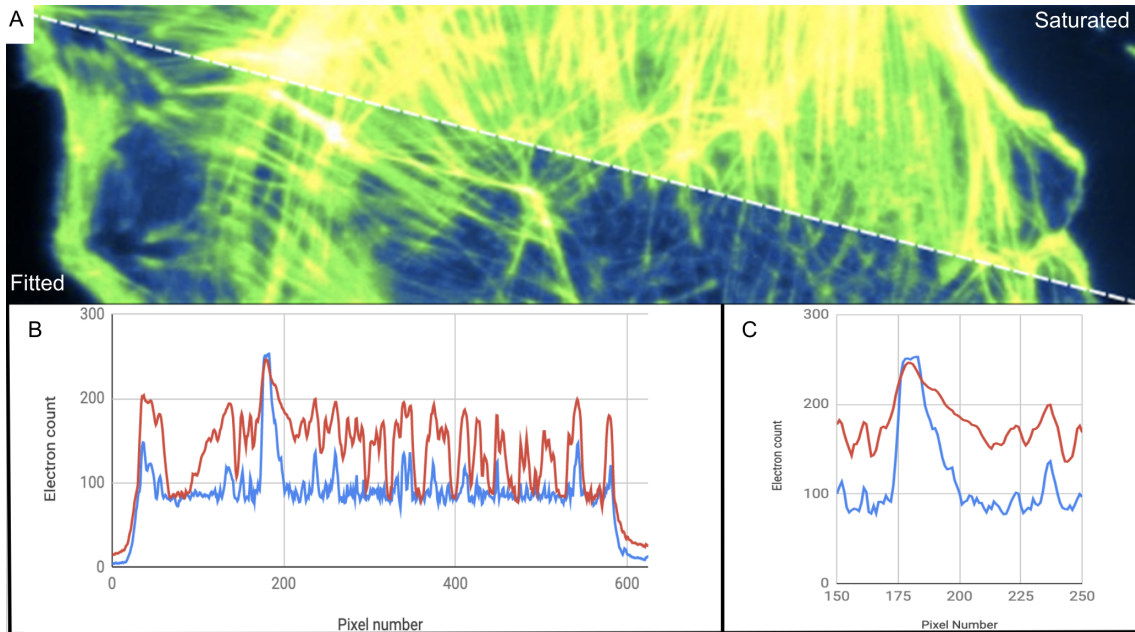 A
Saturated
Fitted
B
300
200
100
0
Electron count
0
200
400
600
Pixel number
C
300
200
100
0
Electron count
150
175
200
225
250
Pixel Number